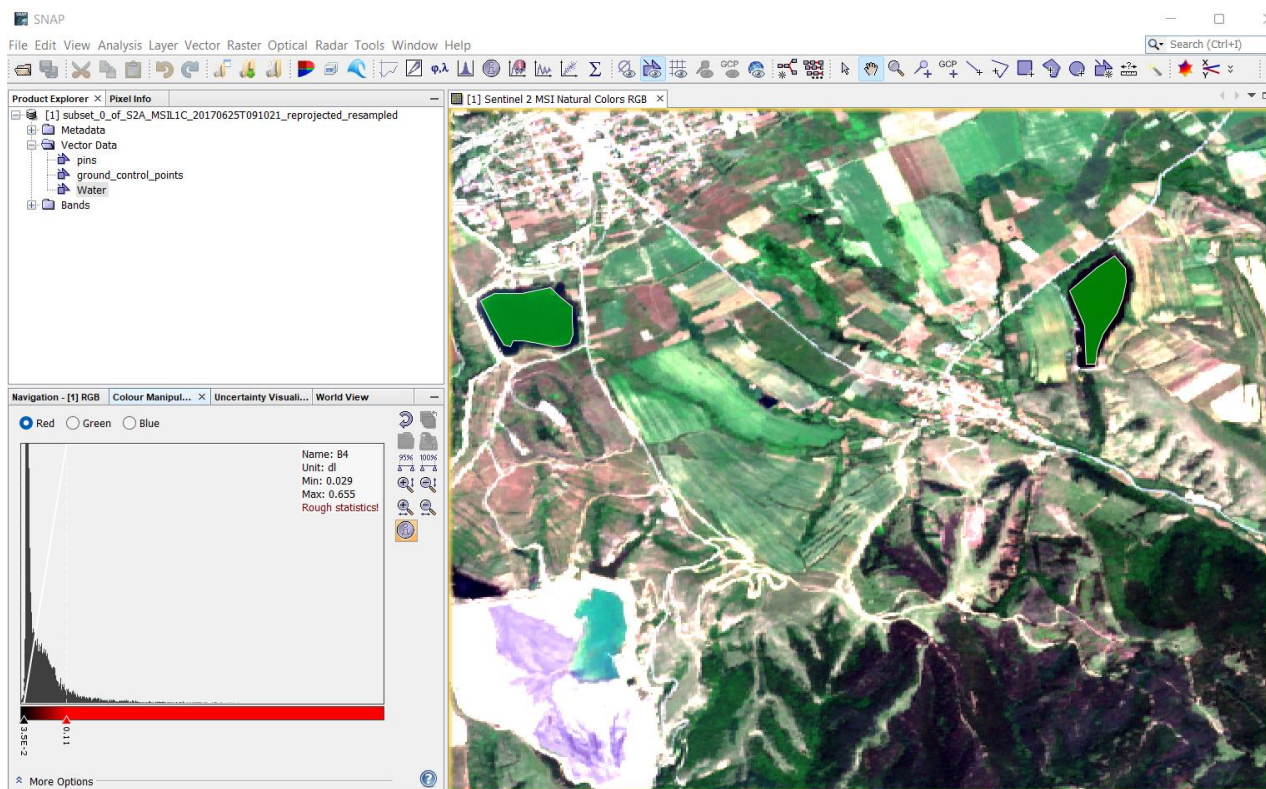 SNAP
File Edit View Analysis Layer Vector Raster Optical Radar Tools Window Help
Search (Ctrl+I)
φ,λ Σ GCP GCP
Product Explorer Pixel Info
[1] Sentinel 2 MSI Natural Colors RGB
[1] subset_0_of_S2A_MSIL1C_20170625T091021_reprojected_resampled
Metadata
Vector Data
pins
ground_control_points
Water
Bands
Navigation - [1] RGB Colour Manipul... Uncertainty Visuali... World View
Red Green Blue
Name: B4
Unit: dl
Min: 0.029
Max: 0.655
Rough statistics!
95% 100%
3.5E-2 0.11
More Options